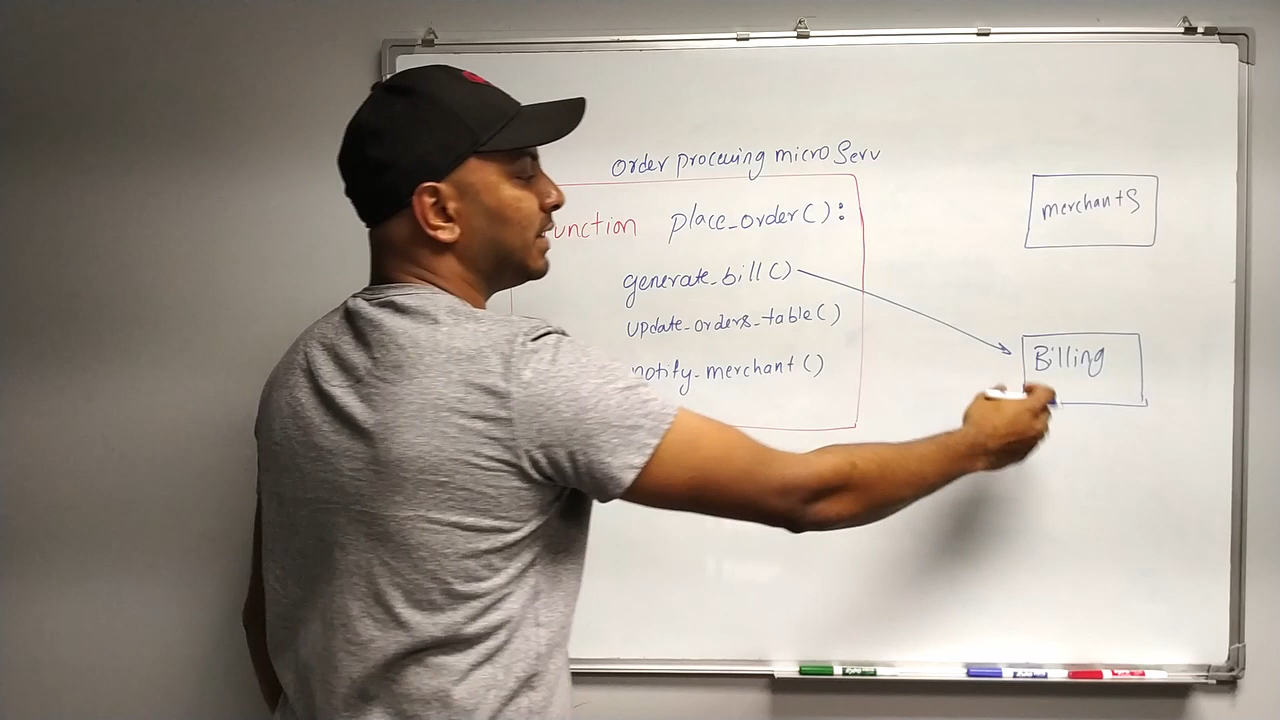 order processing micro Serv
unction place_order():
generate_bill()
update_orders_table()
notify_merchant()
merchants
Billing